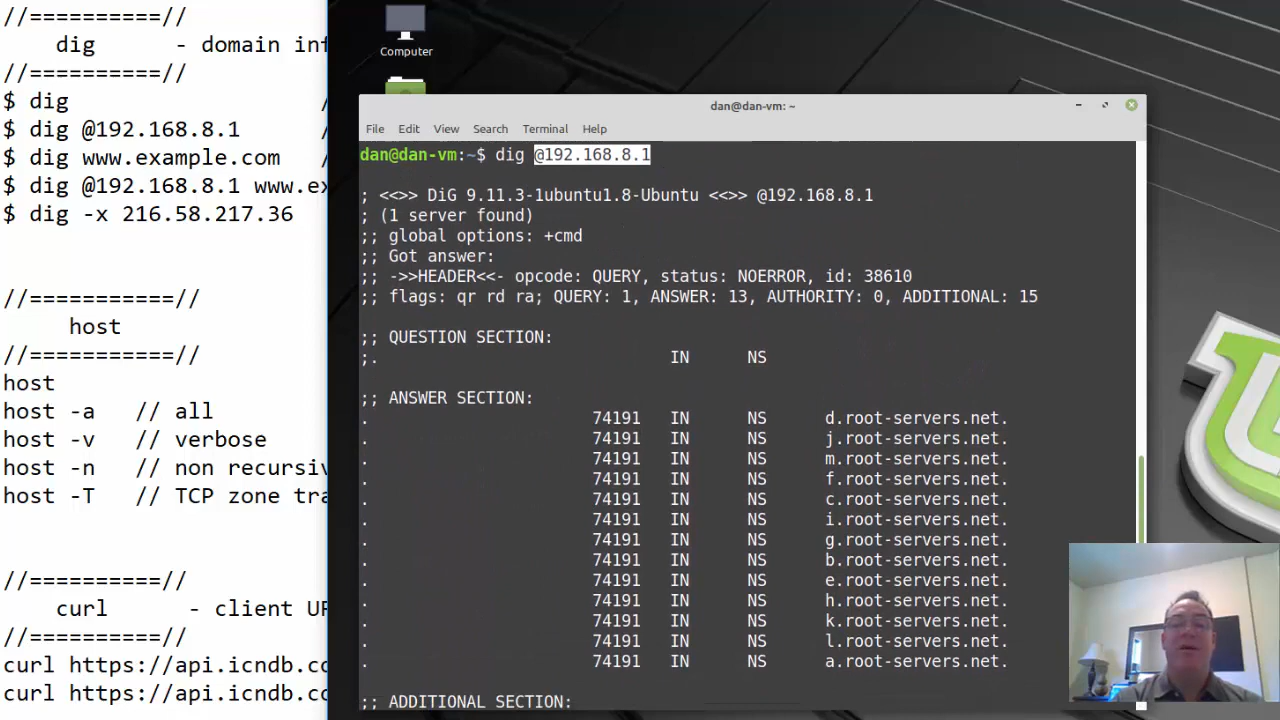 //==========//
dig - domain inf
//==========//
$ dig /
$ dig @192.168.8.1 /
$ dig www.example.com /
$ dig @192.168.8.1 www.ex
$ dig -x 216.58.217.36
//===========//
host
//===========//
host
host -a // all
host -v // verbose
host -n // non recursiv
host -T // TCP zone tra
//==========//
curl - client UR
//==========//
curl https://api.icndb.co
curl https://api.icndb.co
Computer
dan@dan-vm: ~
File Edit View Search Terminal Help
dan@dan-vm:~$ dig @192.168.8.1
; <<>> DiG 9.11.3-1ubuntu1.8-Ubuntu <<>> @192.168.8.1
; (1 server found)
;; global options: +cmd
;; Got answer:
;; ->>HEADER<<- opcode: QUERY, status: NOERROR, id: 38610
;; flags: qr rd ra; QUERY: 1, ANSWER: 13, AUTHORITY: 0, ADDITIONAL: 15
;; QUESTION SECTION:
;. IN NS
;; ANSWER SECTION:
. 74191 IN NS d.root-servers.net.
. 74191 IN NS j.root-servers.net.
. 74191 IN NS m.root-servers.net.
. 74191 IN NS f.root-servers.net.
. 74191 IN NS c.root-servers.net.
. 74191 IN NS i.root-servers.net.
. 74191 IN NS g.root-servers.net.
. 74191 IN NS b.root-servers.net.
. 74191 IN NS e.root-servers.net.
. 74191 IN NS h.root-servers.net.
. 74191 IN NS k.root-servers.net.
. 74191 IN NS l.root-servers.net.
. 74191 IN NS a.root-servers.net.
;; ADDITIONAL SECTION: